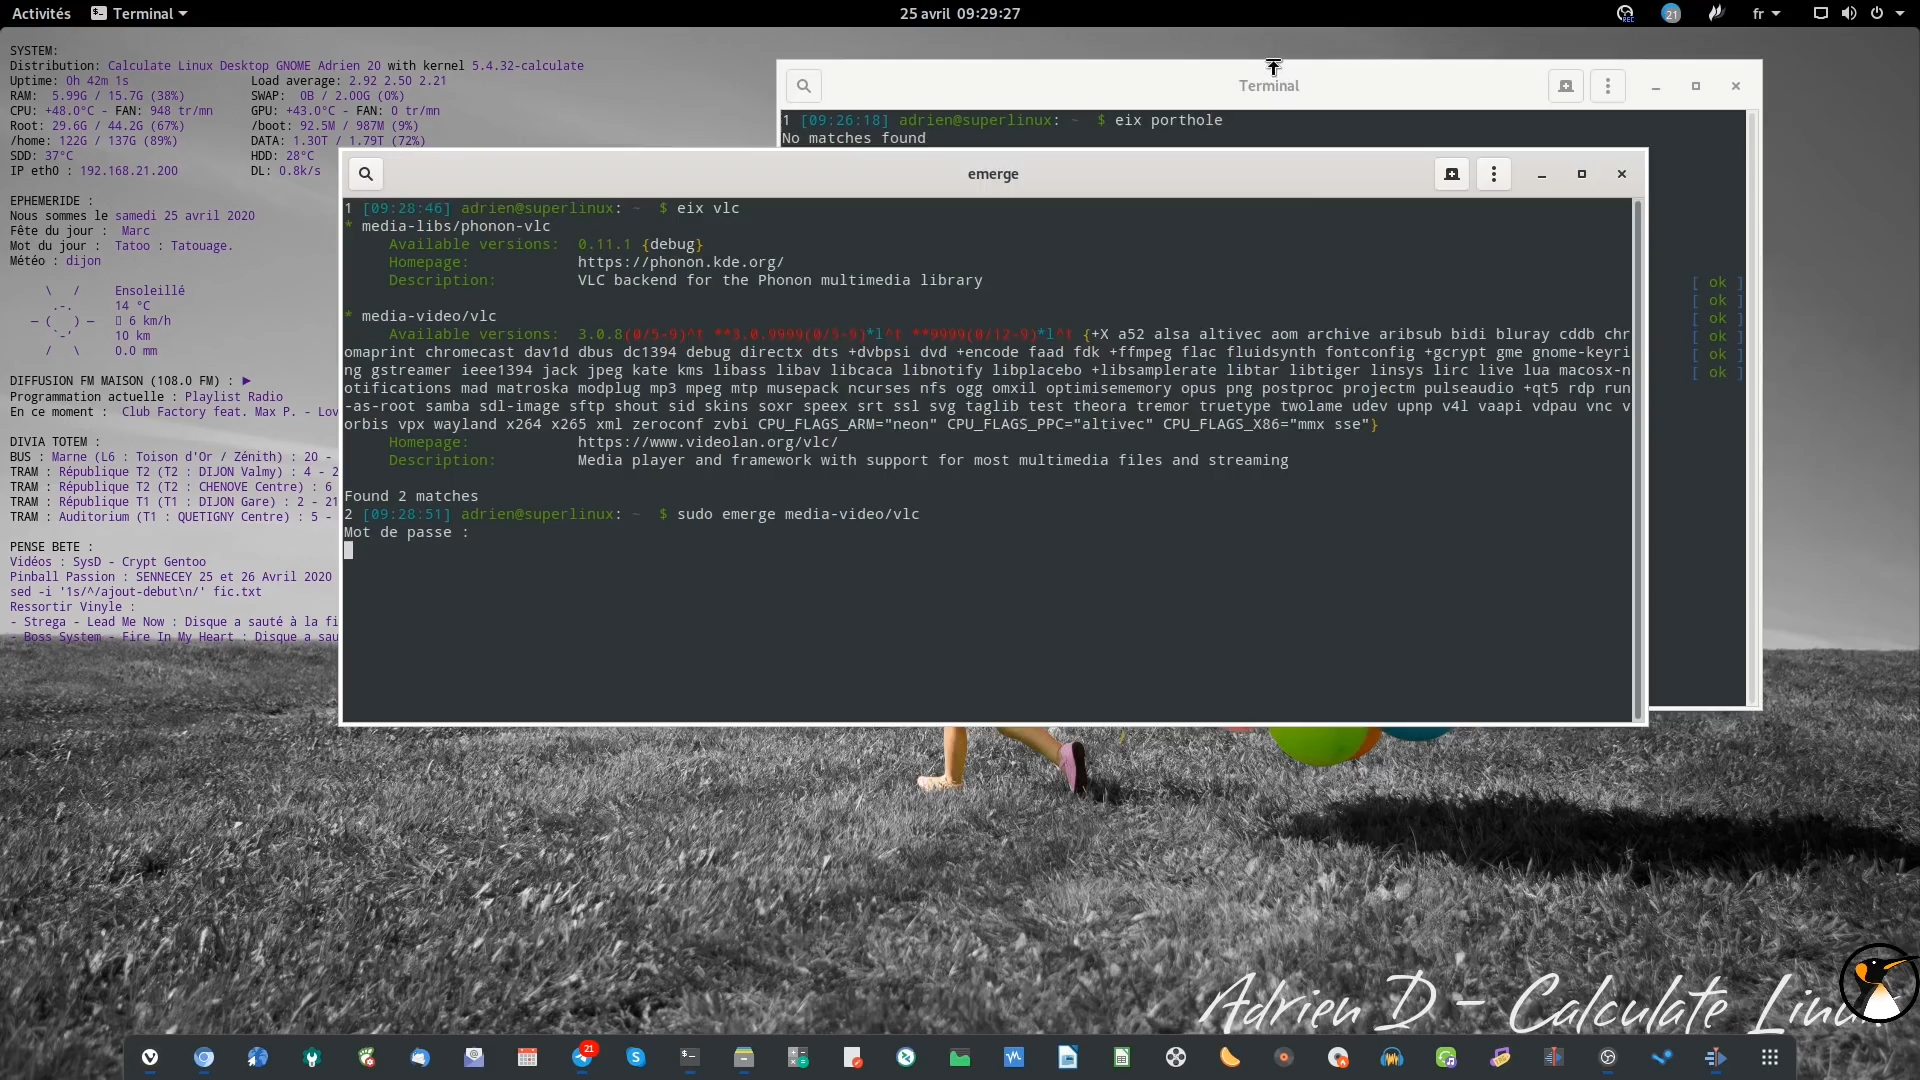 Activités Terminal 25 avril 09:29:27 21 fr
SYSTEM:
Distribution: Calculate Linux Desktop GNOME Adrien 20 with kernel 5.4.32-calculate
Uptime: 0h 42m 1s Load average: 2.92 2.50 2.21
RAM: 5.99G / 15.7G (38%) SWAP: 0B / 2.00G (0%)
CPU: +48.0°C - FAN: 948 tr/mn GPU: +43.0°C - FAN: 0 tr/mn
Root: 29.6G / 44.2G (67%) /boot: 92.5M / 987M (9%)
/home: 122G / 137G (89%) DATA: 1.30T / 1.79T (72%)
SDD: 37°C HDD: 28°C
IP eth0 : 192.168.21.200 DL: 0.8k/s
EPHEMERIDE :
Nous sommes le samedi 25 avril 2020
Fête du jour : Marc
Mot du jour : Tatoo : Tatouage.
Météo : dijon
Ensoleillé
14 °C
6 km/h
10 km
0.0 mm
DIFFUSION FM MAISON (108.0 FM) : ▶
Programmation actuelle : Playlist Radio
En ce moment : Club Factory feat. Max P. - Lov
DIVIA TOTEM :
BUS : Marne (L6 : Toison d'Or / Zénith) : 20 -
TRAM : République T2 (T2 : DIJON Valmy) : 4 - 2
TRAM : République T2 (T2 : CHENOVE Centre) : 6
TRAM : République T1 (T1 : DIJON Gare) : 2 - 21
TRAM : Auditorium (T1 : QUETIGNY Centre) : 5 -
PENSE BETE :
Vidéos : SysD - Crypt Gentoo
Pinball Passion : SENNECEY 25 et 26 Avril 2020
sed -i '1s/^/ajout-debut\n/' fic.txt
Ressortir Vinyle :
- Strega - Lead Me Now : Disque a sauté à la fi
- Boss System - Fire In My Heart : Disque a sau
Terminal
1 [09:26:18] adrien@superlinux: ~ $ eix porthole
No matches found
[ ok ]
[ ok ]
[ ok ]
[ ok ]
[ ok ]
[ ok ]
emerge
1 [09:28:46] adrien@superlinux: ~ $ eix vlc
* media-libs/phonon-vlc
Available versions: 0.11.1 {debug}
Homepage: https://phonon.kde.org/
Description: VLC backend for the Phonon multimedia library
* media-video/vlc
Available versions: 3.0.8(0/5-9)^t **3.0.9999(0/5-9)*l^t **9999(0/12-9)*l^t {+X a52 alsa altivec aom archive aribsub bidi bluray cddb chr
omaprint chromecast dav1d dbus dc1394 debug directx dts +dvbpsi dvd +encode faad fdk +ffmpeg flac fluidsynth fontconfig +gcrypt gme gnome-keyri
ng gstreamer ieee1394 jack jpeg kate kms libass libav libcaca libnotify libplacebo +libsamplerate libtar libtiger linsys lirc live lua macosx-n
otifications mad matroska modplug mp3 mpeg mtp musepack ncurses nfs ogg omxil optimisememory opus png postproc projectm pulseaudio +qt5 rdp run
-as-root samba sdl-image sftp shout sid skins soxr speex srt ssl svg taglib test theora tremor truetype twolame udev upnp v4l vaapi vdpau vnc v
orbis vpx wayland x264 x265 xml zeroconf zvbi CPU_FLAGS_ARM="neon" CPU_FLAGS_PPC="altivec" CPU_FLAGS_X86="mmx sse"}
Homepage: https://www.videolan.org/vlc/
Description: Media player and framework with support for most multimedia files and streaming
Found 2 matches
2 [09:28:51] adrien@superlinux: ~ $ sudo emerge media-video/vlc
Mot de passe :
Adrien D - Calculate Linux
21